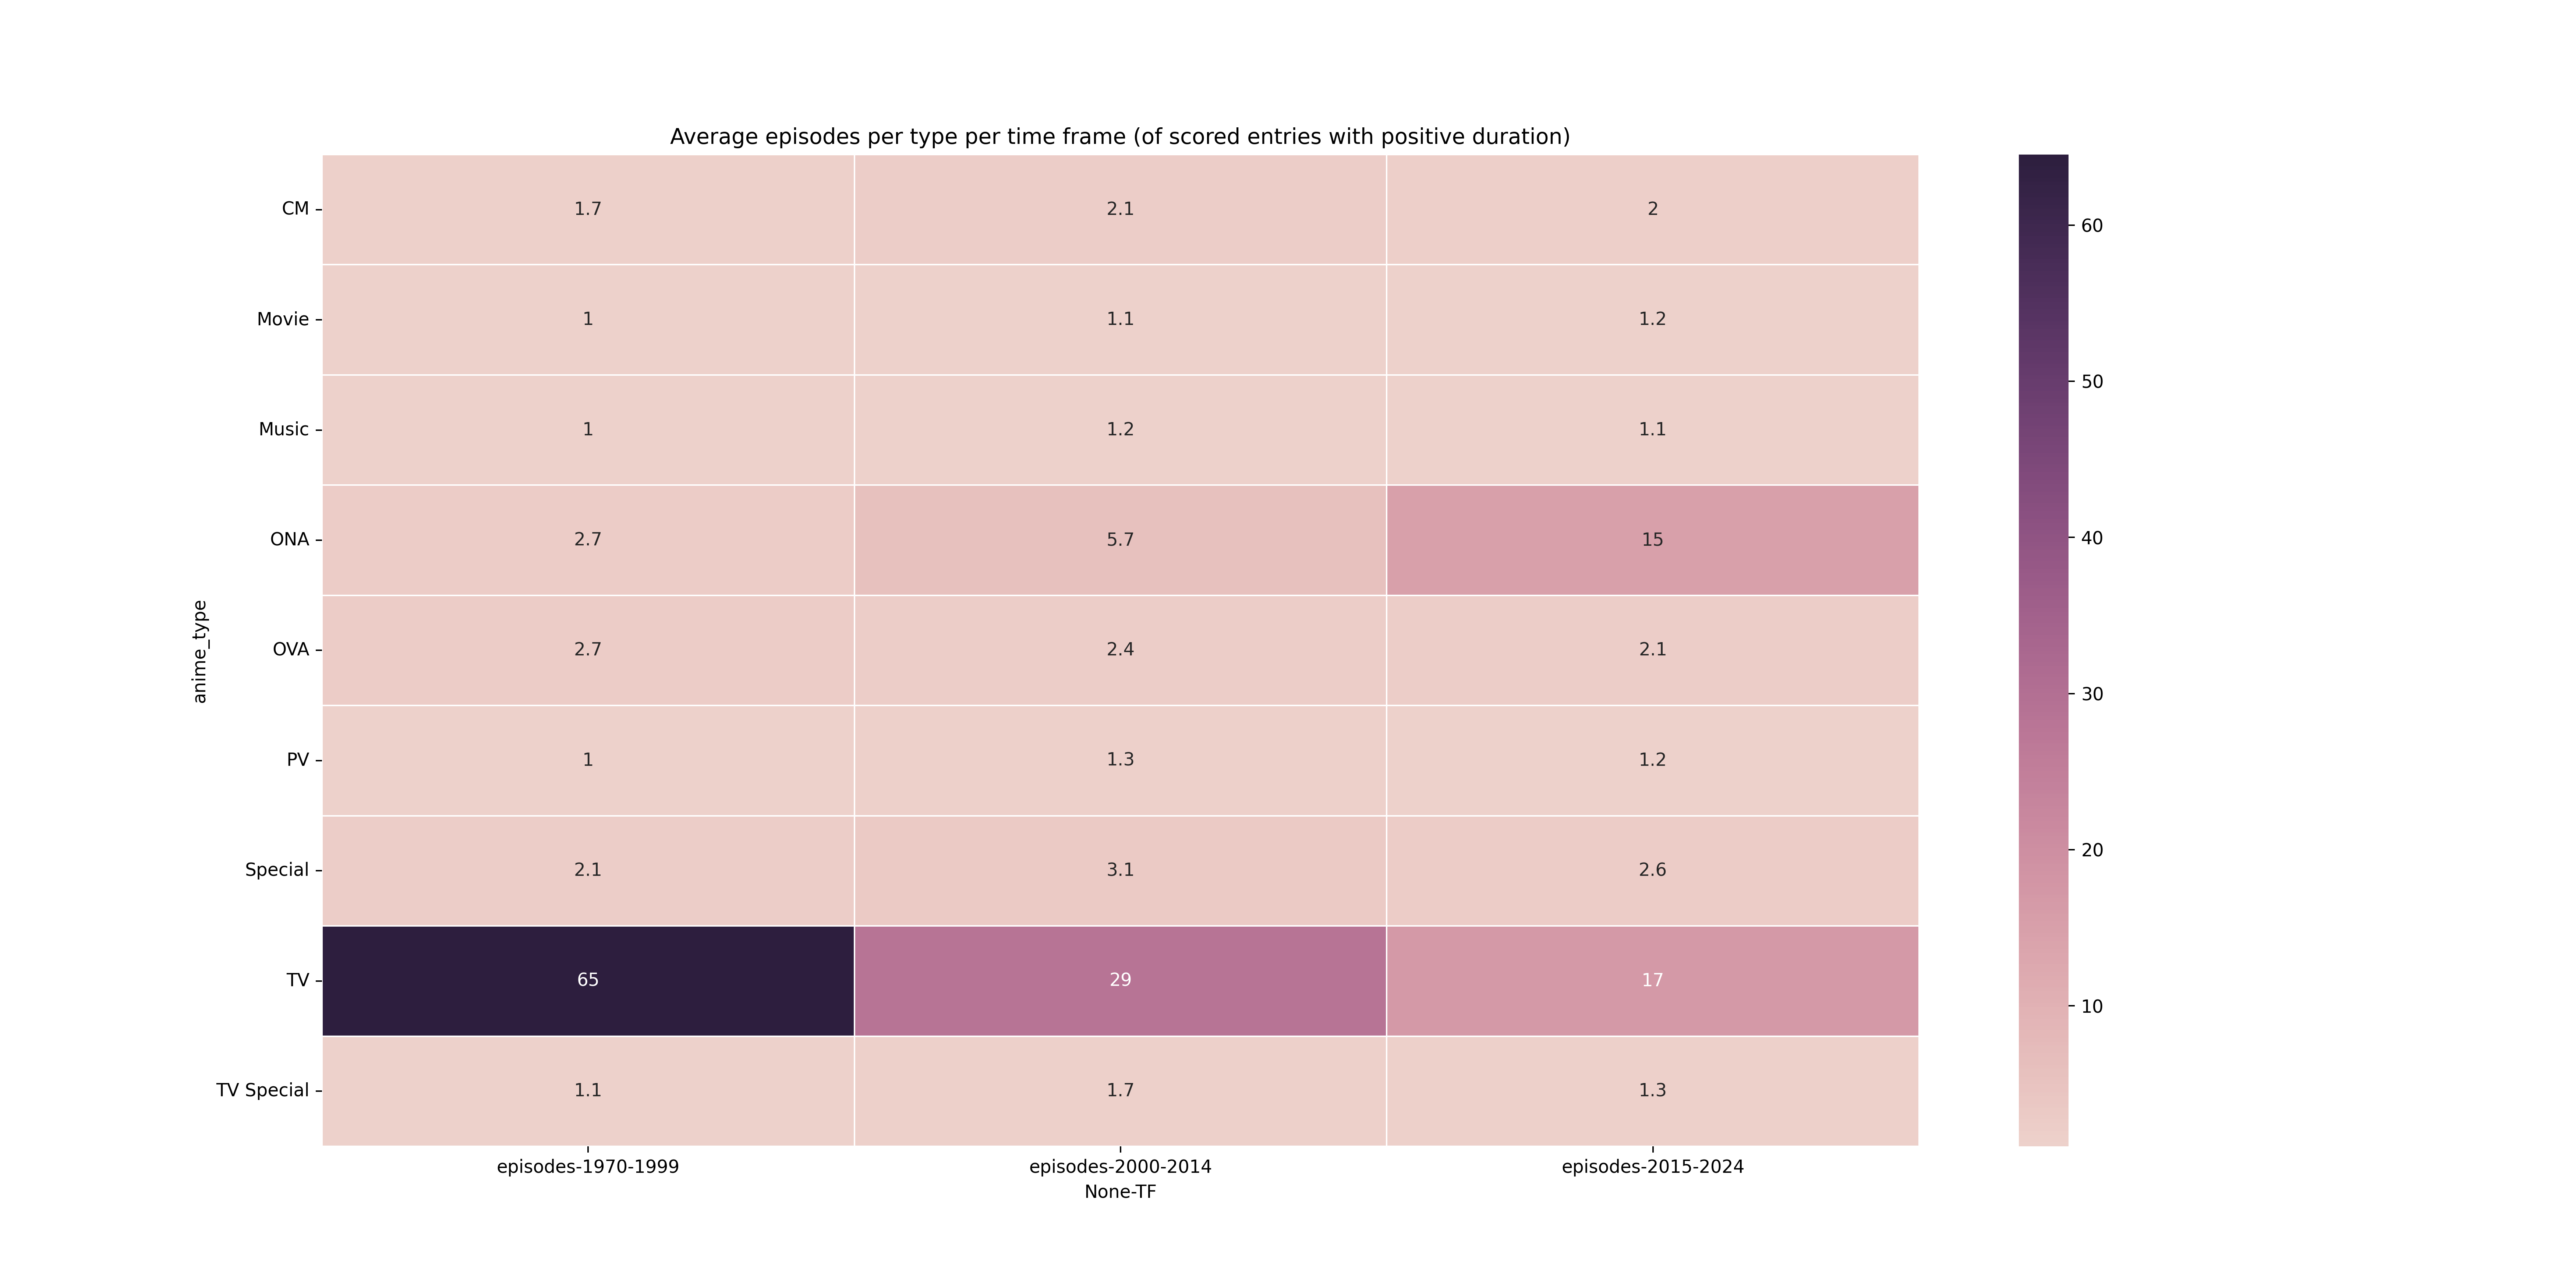 Average episodes per type per time frame (of scored entries with positive duration)
CM 1.7 2.1 2
Movie 1 1.1 1.2
Music 1 1.2 1.1
ONA 2.7 5.7 15
OVA 2.7 2.4 2.1
PV 1 1.3 1.2
Special 2.1 3.1 2.6
TV 65 29 17
TV Special 1.1 1.7 1.3
anime_type
episodes-1970-1999 episodes-2000-2014 episodes-2015-2024
None-TF
60
50
40
30
20
10